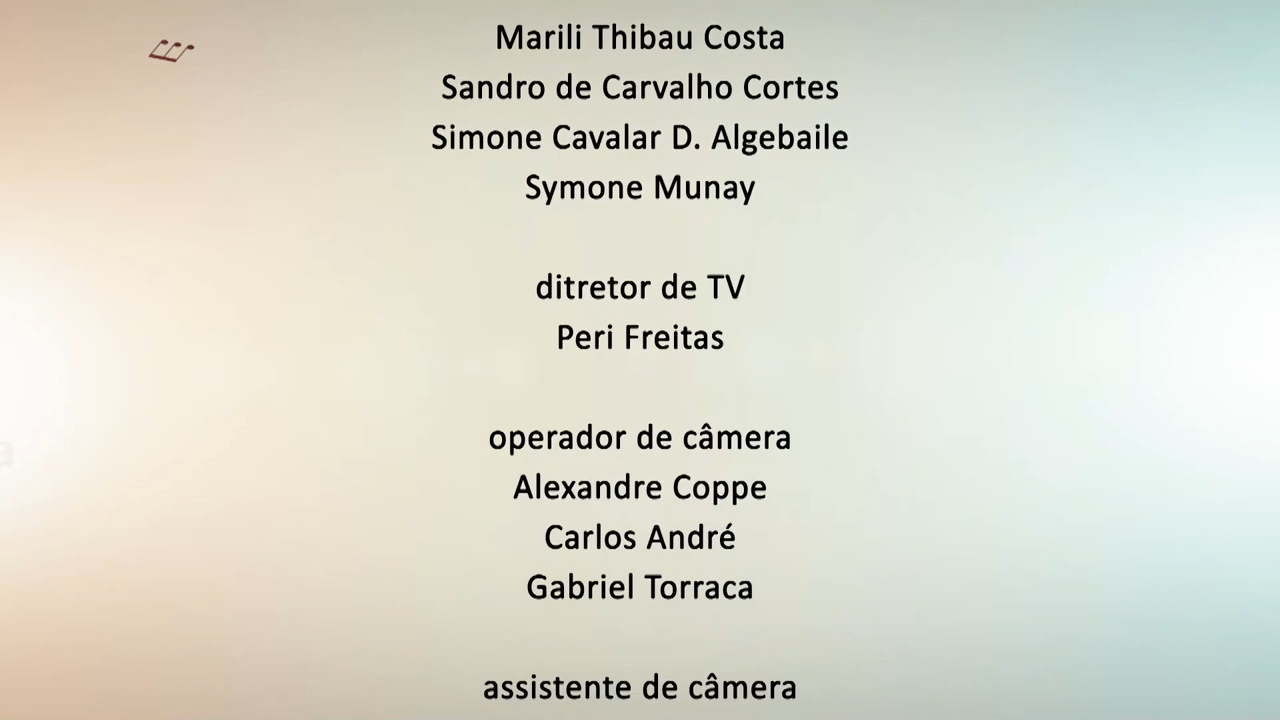 Marili Thibau Costa
Sandro de Carvalho Cortes
Simone Cavalar D. Algebaile
Symone Munay
ditretor de TV
Peri Freitas
operador de câmera
Alexandre Coppe
Carlos André
Gabriel Torraca
assistente de câmera